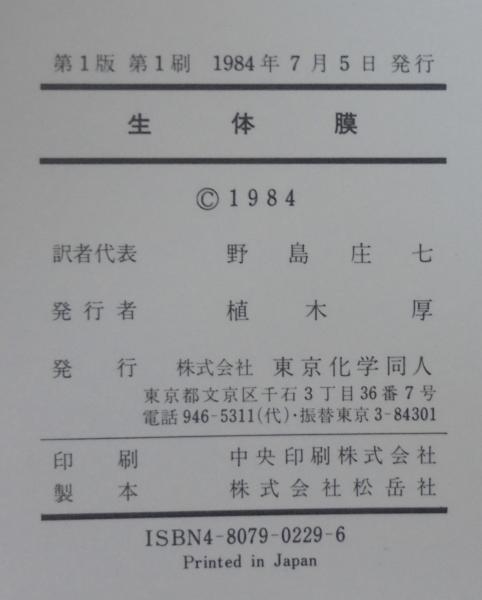 第1版 第1刷 1984年7月5日 発行
生体膜
© 1984
訳者代表 野島庄七
発行者 植木厚
発行 株式会社 東京化学同人
東京都文京区千石3丁目36番7号
電話 946-5311(代)・振替東京 3-84301
印刷 中央印刷株式会社
製本 株式会社松岳社
ISBN4-8079-0229-6
Printed in Japan